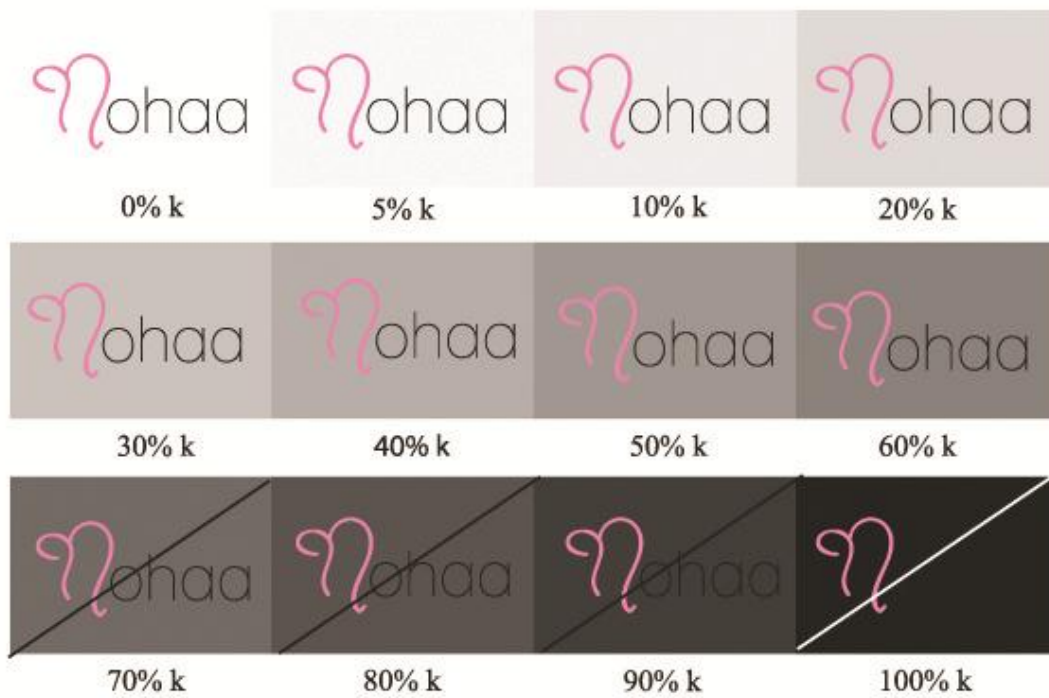 nohaa nohaa nohaa nohaa
0% k 5% k 10% k 20% k
nohaa nohaa nohaa nohaa
30% k 40% k 50% k 60% k
nohaa nohaa nohaa n
70% k 80% k 90% k 100% k